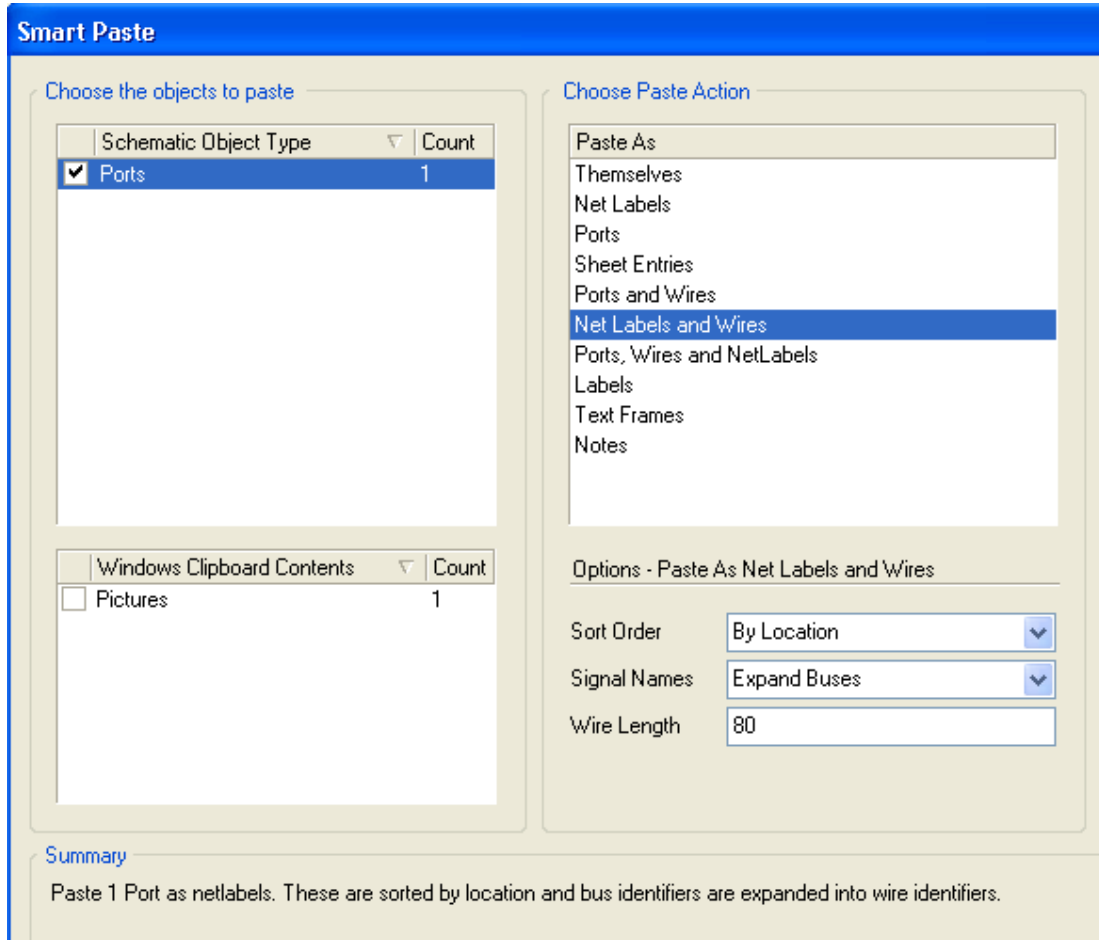 Smart Paste
Choose the objects to paste
Schematic Object Type Count
Ports 1
Windows Clipboard Contents Count
Pictures 1
Choose Paste Action
Paste As
Themselves
Net Labels
Ports
Sheet Entries
Ports and Wires
Net Labels and Wires
Ports, Wires and NetLabels
Labels
Text Frames
Notes
Options - Paste As Net Labels and Wires
Sort Order By Location
Signal Names Expand Buses
Wire Length 80
Summary
Paste 1 Port as netlabels. These are sorted by location and bus identifiers are expanded into wire identifiers.